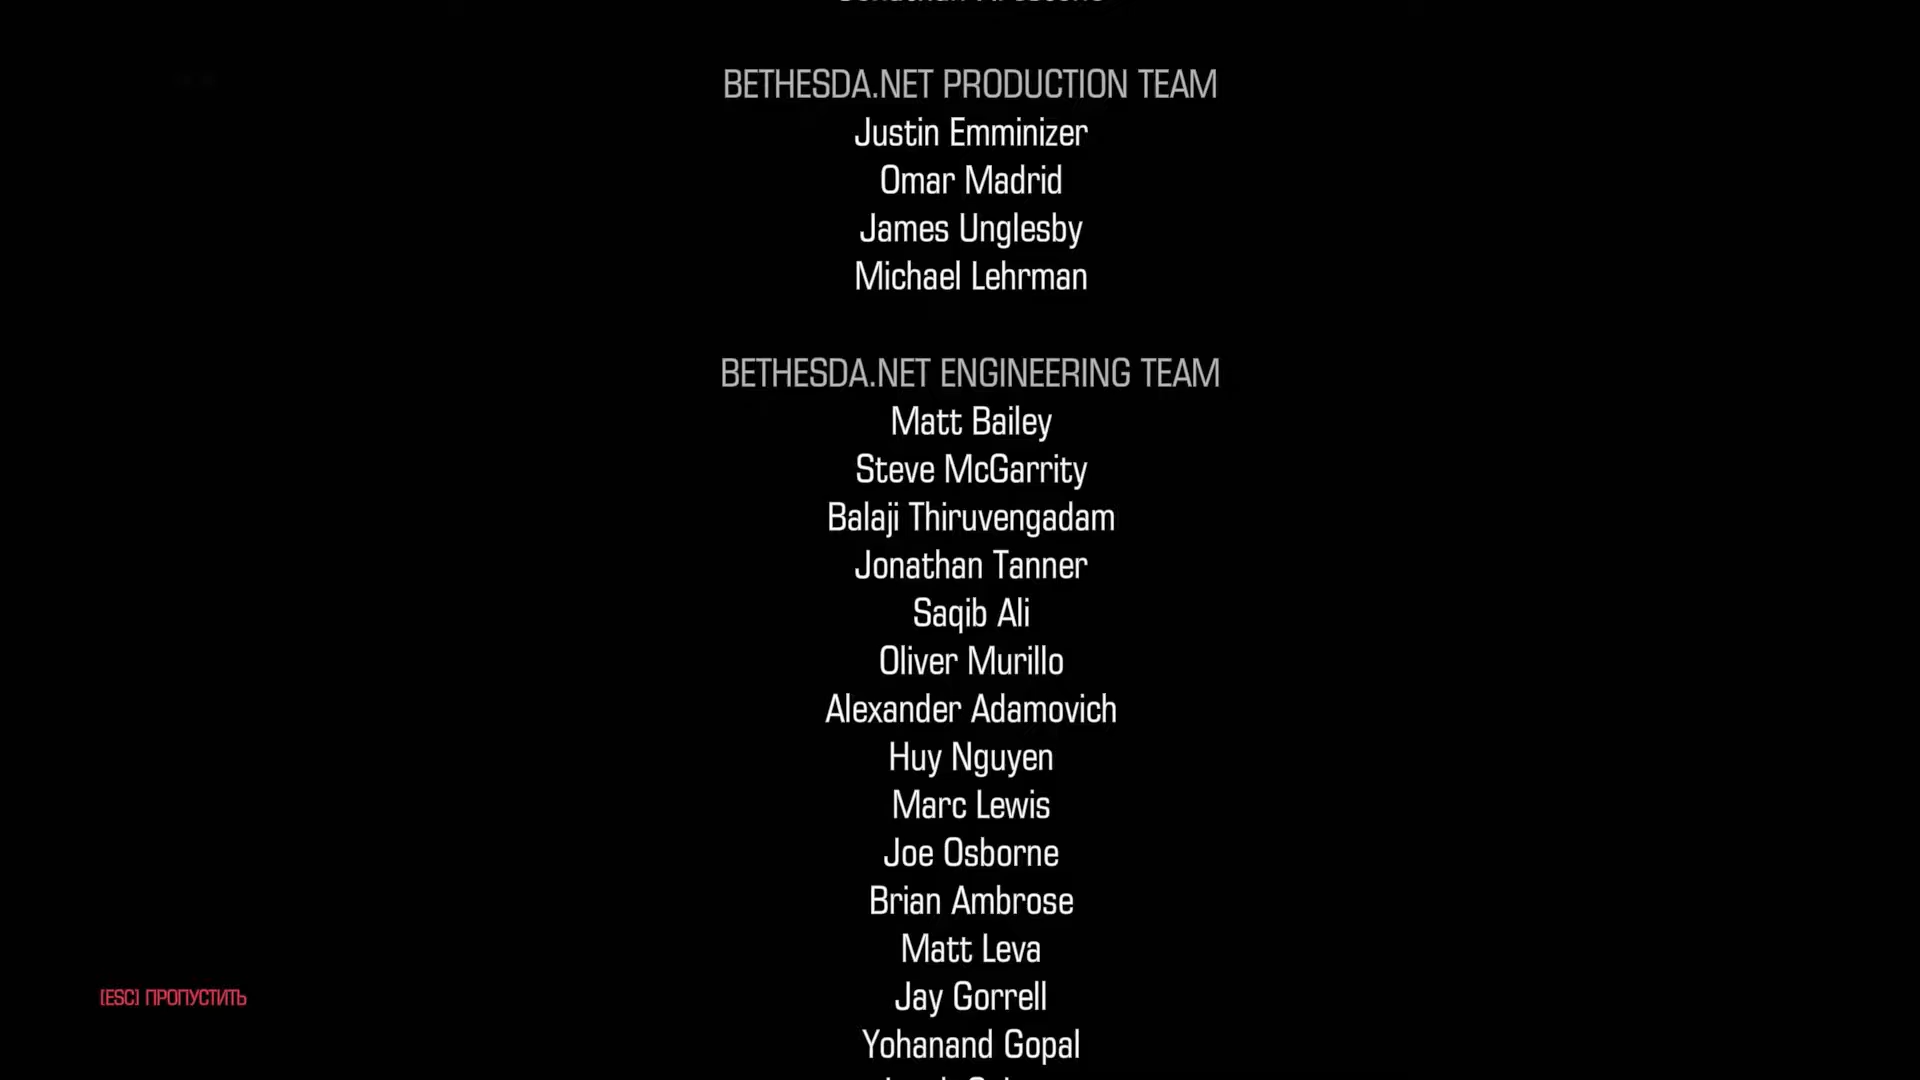 BETHESDA.NET PRODUCTION TEAM
Justin Emminizer
Omar Madrid
James Unglesby
Michael Lehrman
BETHESDA.NET ENGINEERING TEAM
Matt Bailey
Steve McGarrity
Balaji Thiruvengadam
Jonathan Tanner
Saqib Ali
Oliver Murillo
Alexander Adamovich
Huy Nguyen
Marc Lewis
Joe Osborne
Brian Ambrose
Matt Leva
Jay Gorrell
[ESC] ПРОПУСТИТЬ
Yohanand Gopal